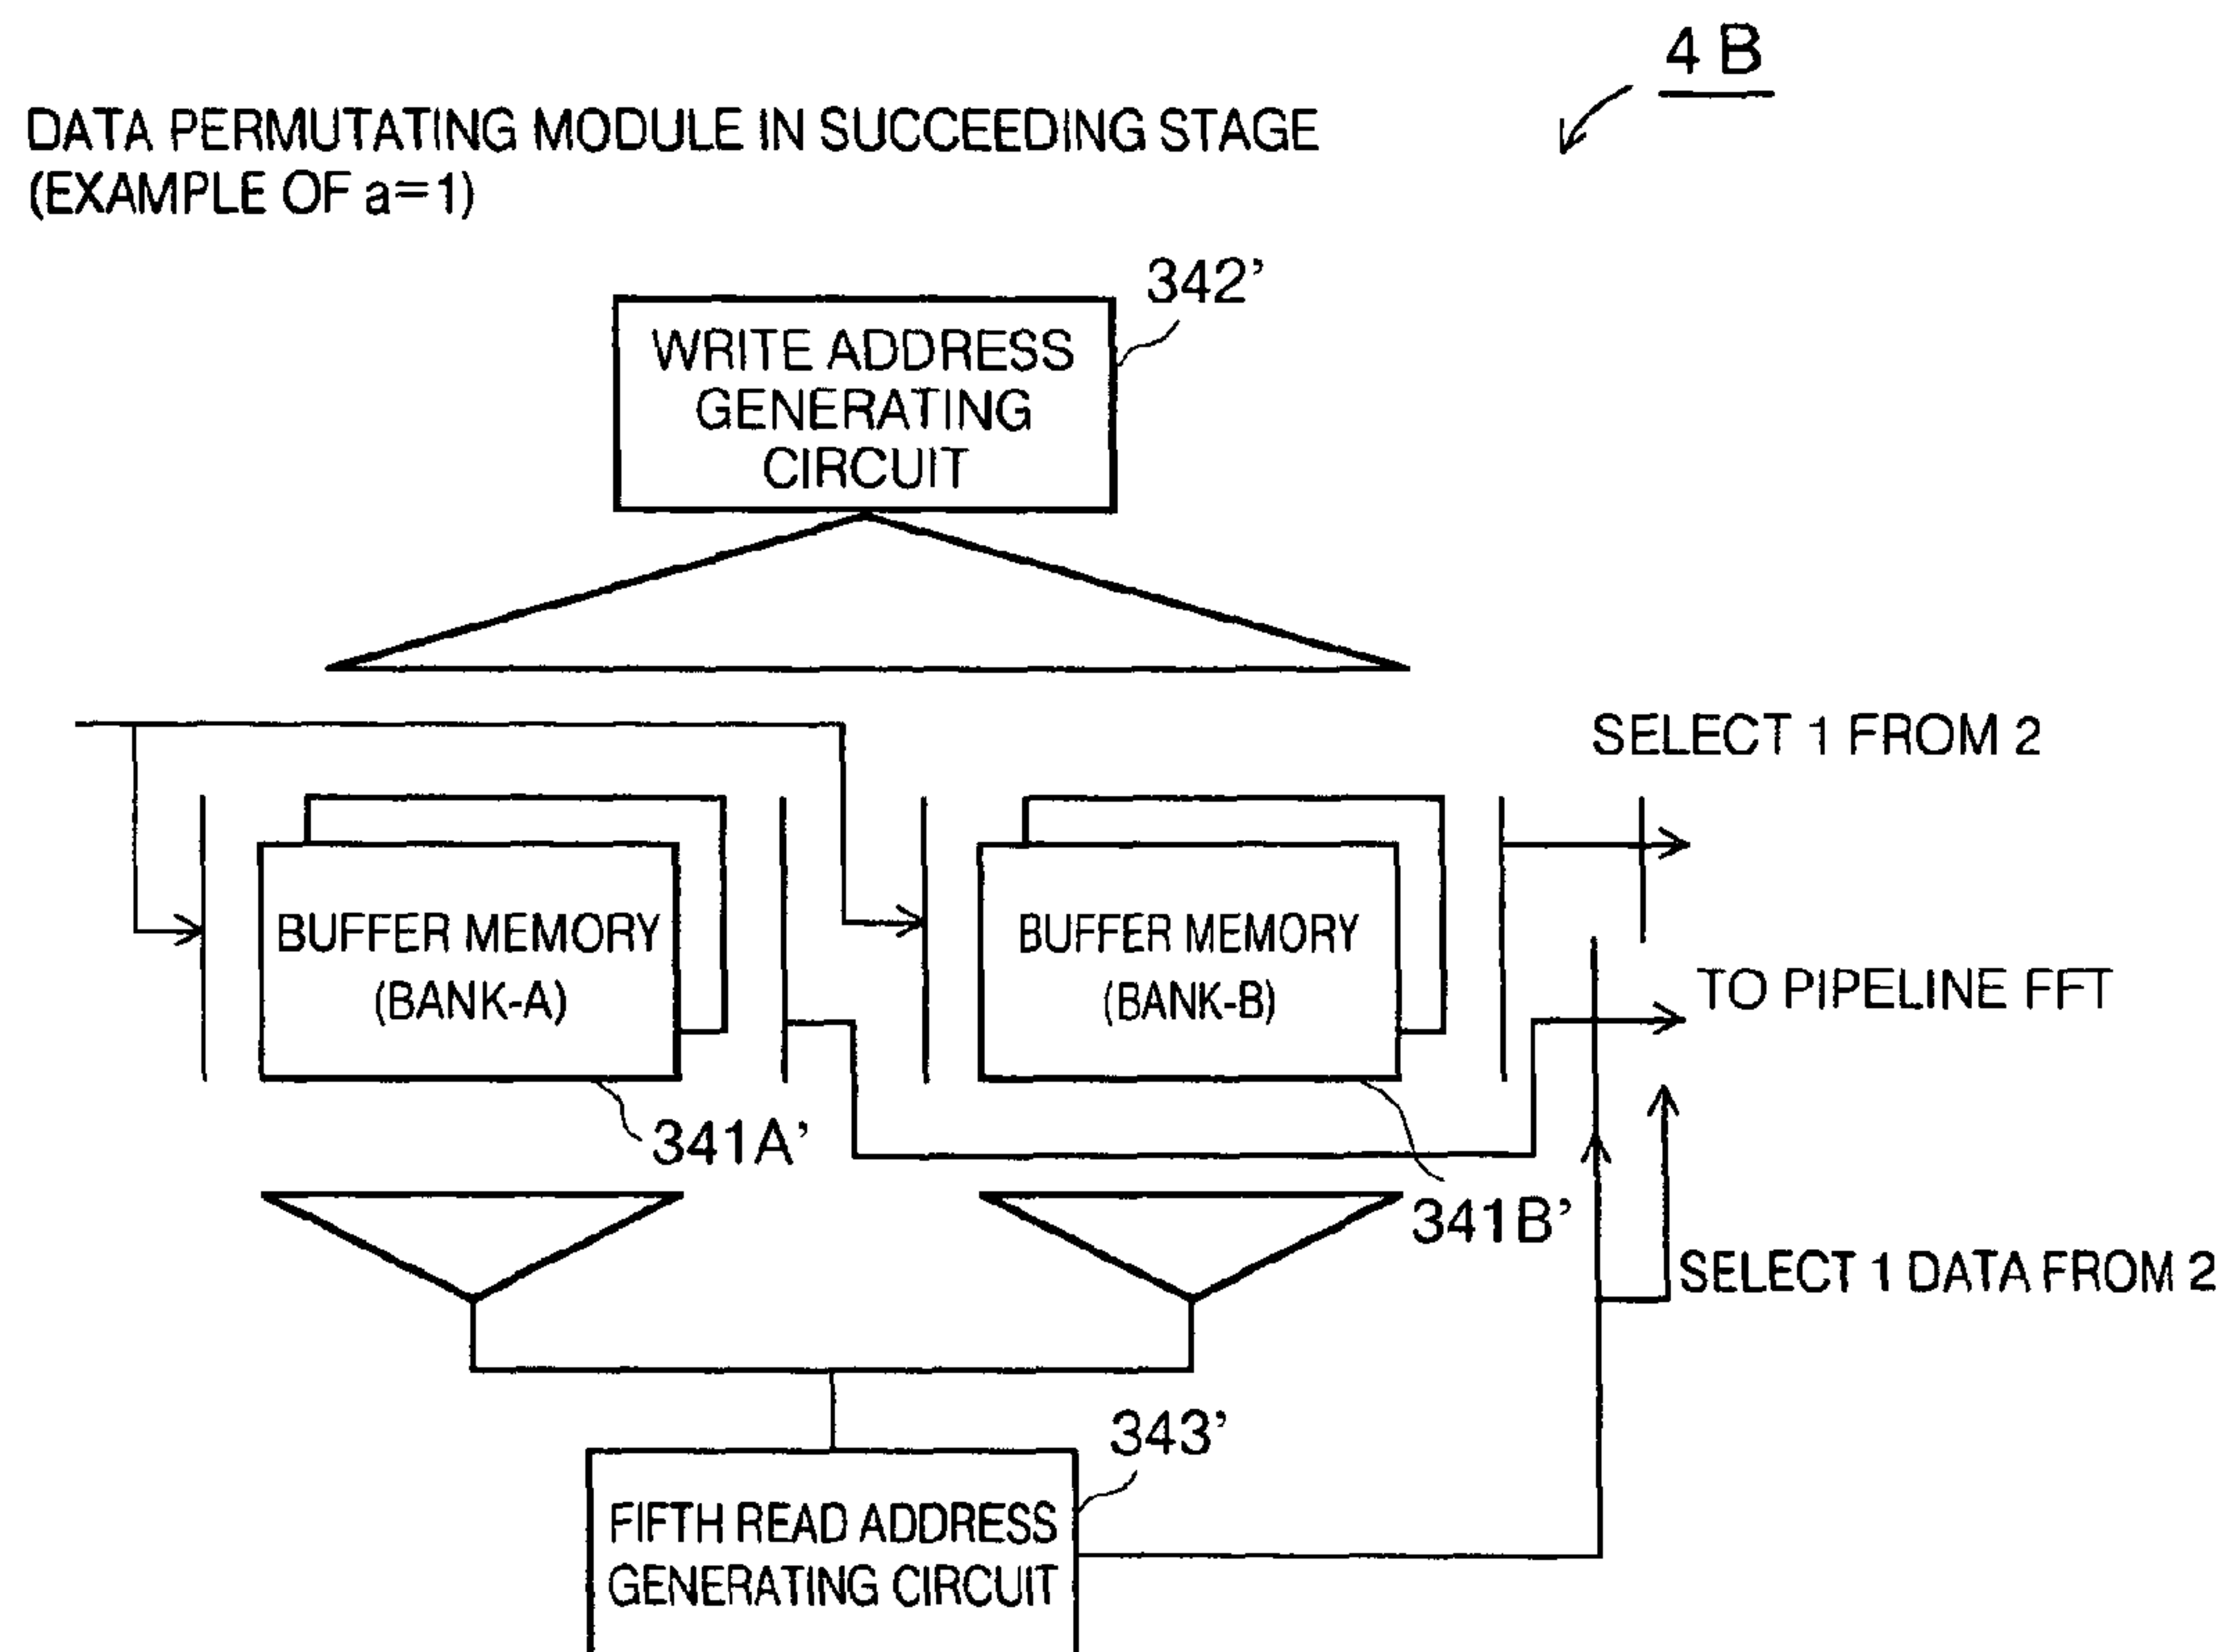 4 B
DATA PERMUTATING MODULE IN SUCCEEDING STAGE
(EXAMPLE OF a=1)
342’
WRITE ADDRESS
GENERATING
CIRCUIT
SELECT 1 FROM 2
BUFFER MEMORY
(BANK-A)
BUFFER MEMORY
(BANK-B)
TO PIPELINE FFT
341A’
341B’
SELECT 1 DATA FROM 2
343’
FIFTH READ ADDRESS
GENERATING CIRCUIT